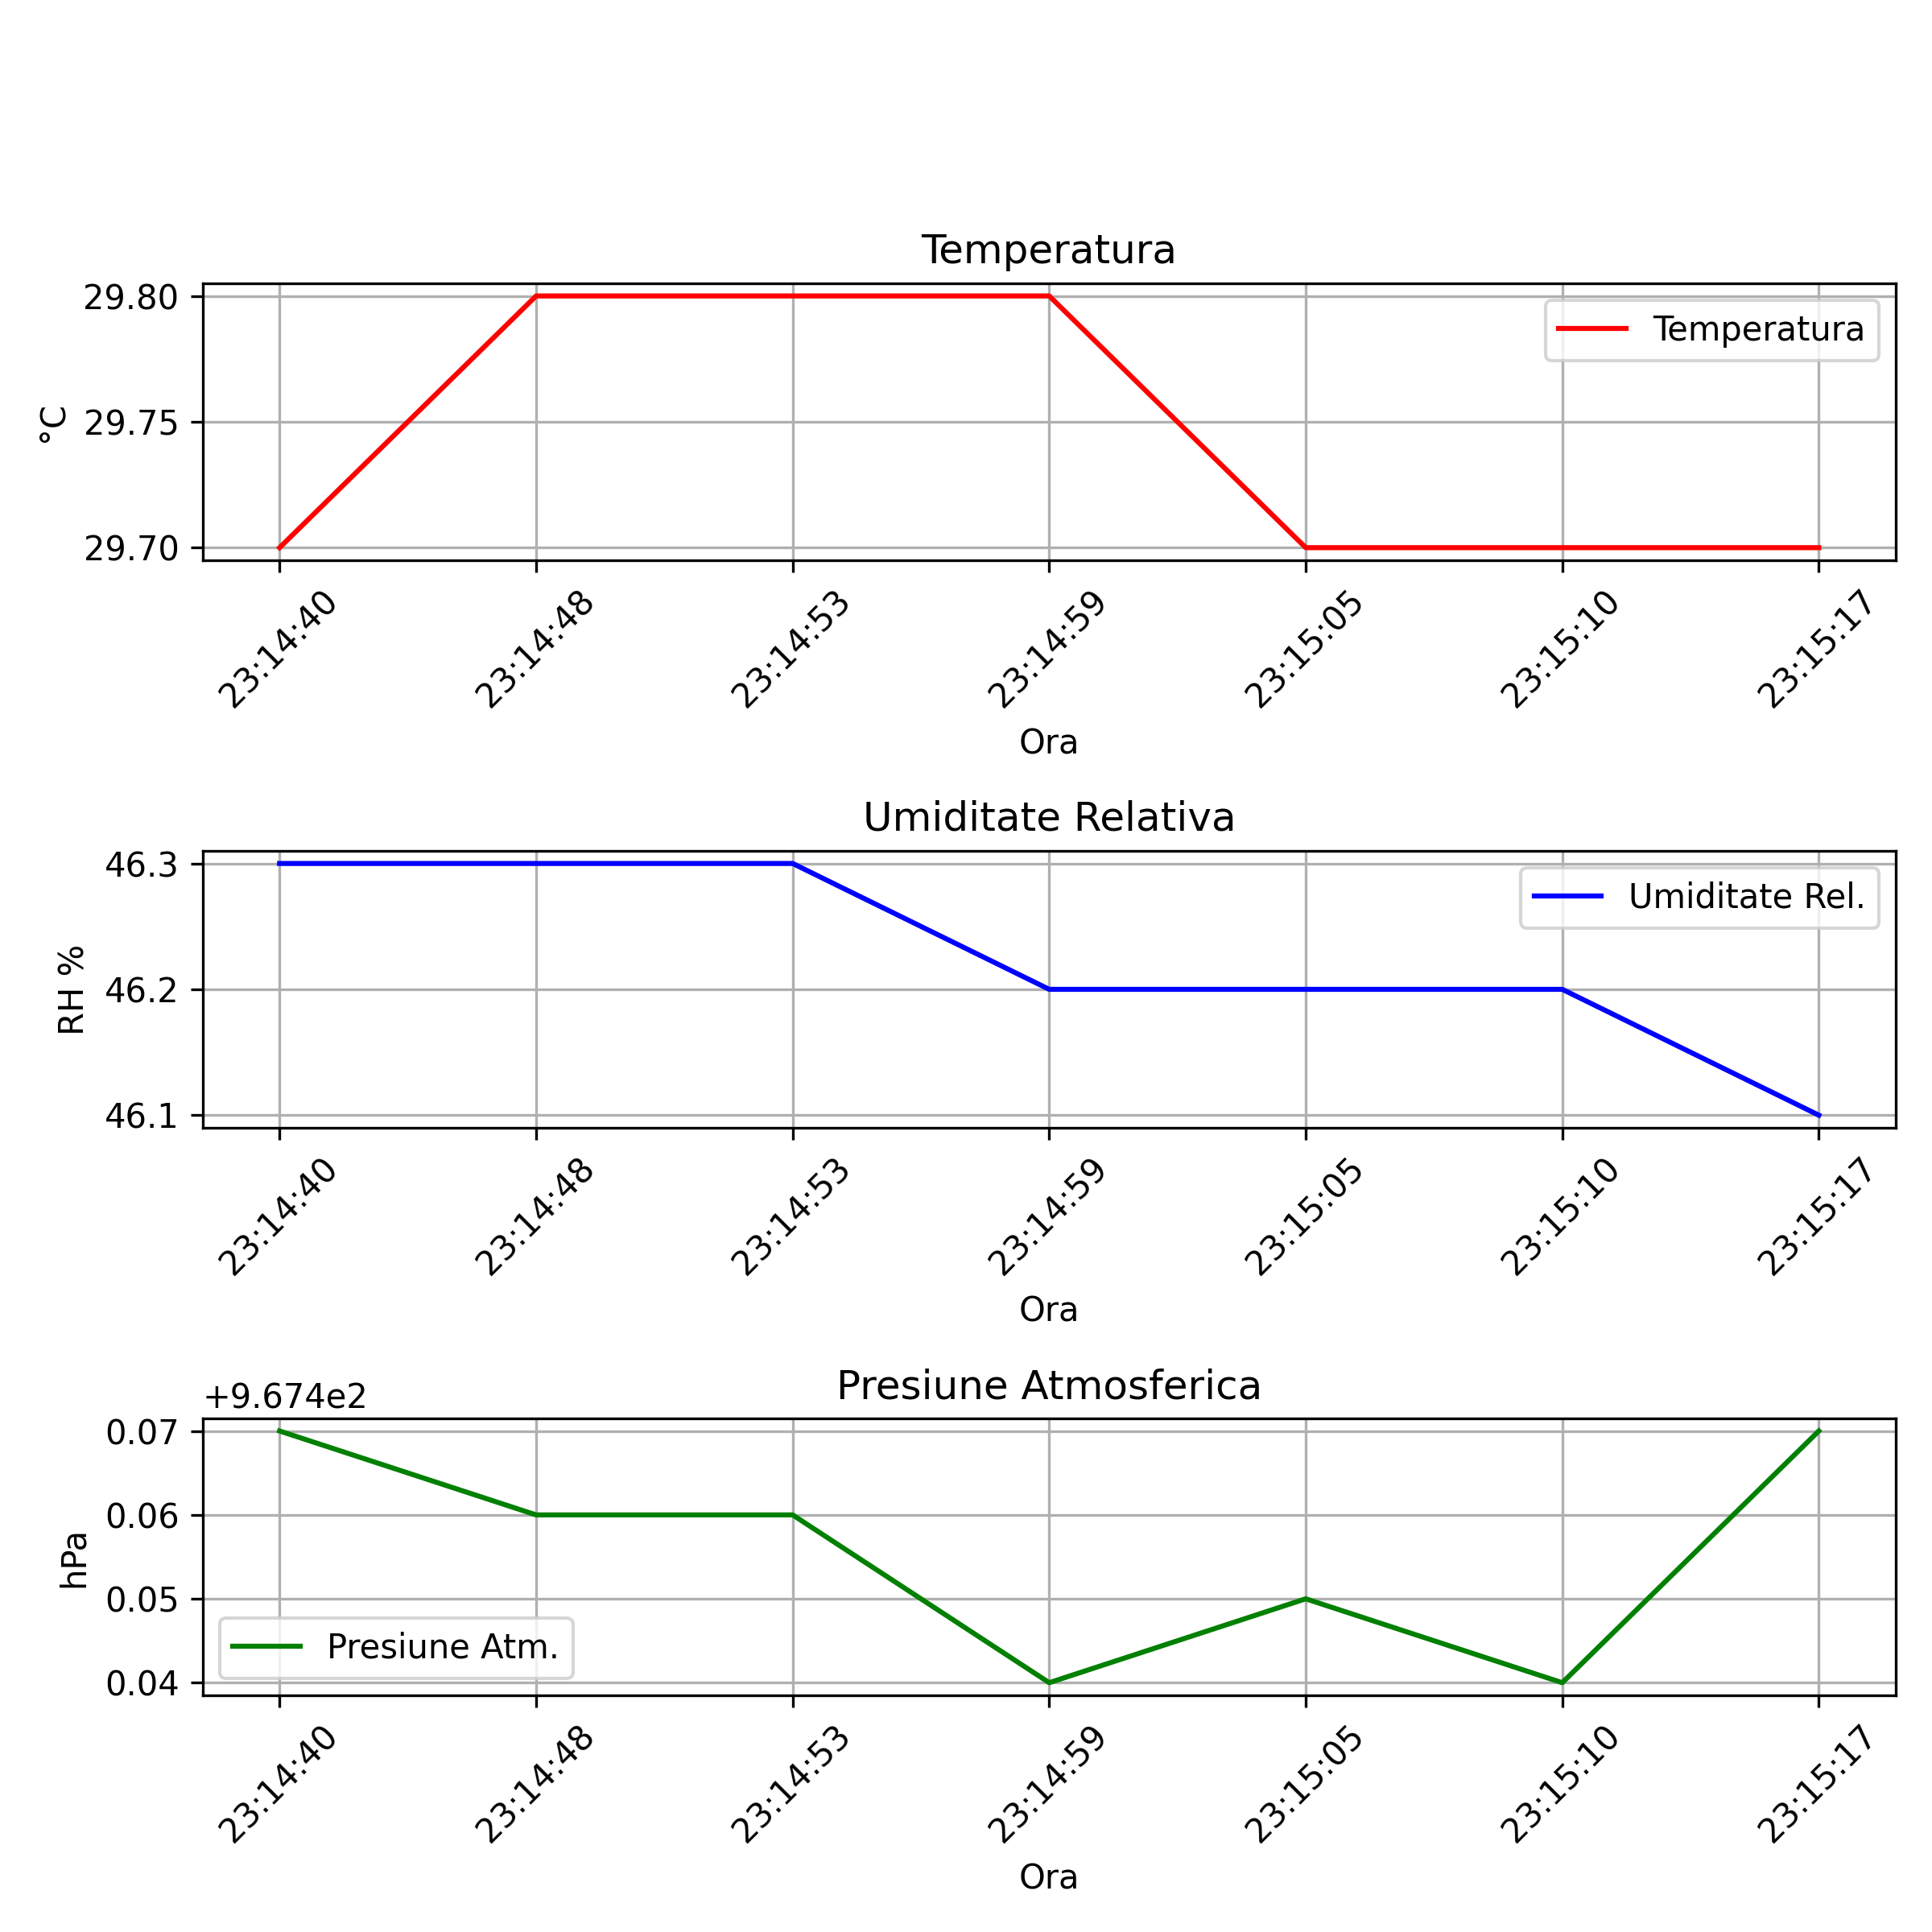 Temperatura
29.80
29.75
29.70
°C
Temperatura
23:14:40
23:14:48
23:14:53
23:14:59
23:15:05
23:15:10
23:15:17
Ora
Umiditate Relativa
46.3
46.2
46.1
RH %
Umiditate Rel.
23:14:40
23:14:48
23:14:53
23:14:59
23:15:05
23:15:10
23:15:17
Ora
Presiune Atmosferica
+9.674e2
0.07
0.06
0.05
0.04
hPa
Presiune Atm.
23:14:40
23:14:48
23:14:53
23:14:59
23:15:05
23:15:10
23:15:17
Ora